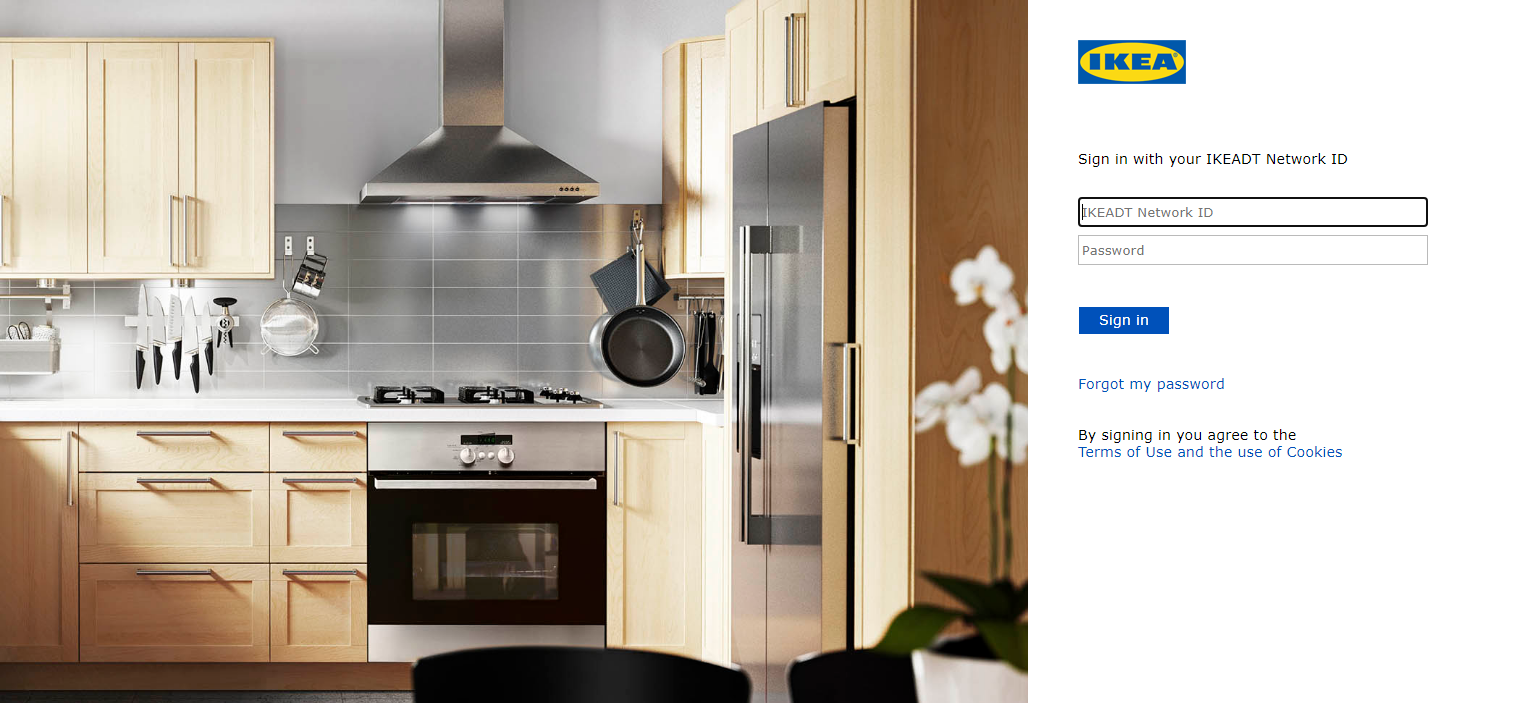 IKEA
Sign in with your IKEADT Network ID
IKEADT Network ID
Password
Sign in
Forgot my password
By signing in you agree to the
Terms of Use and the use of Cookies